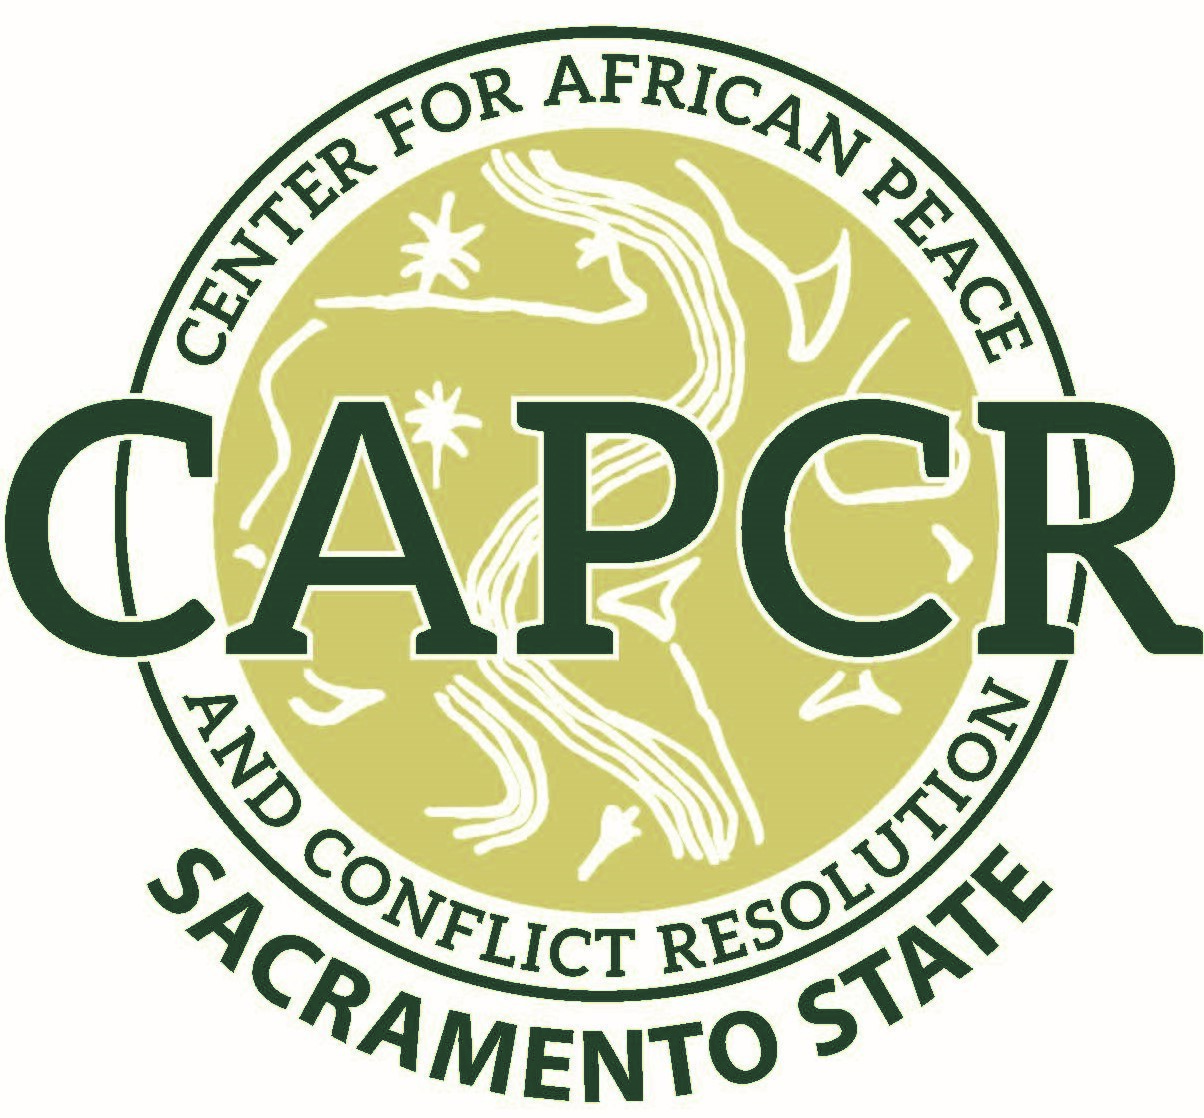 CENTER FOR AFRICAN PEACE
CAPCR
AND CONFLICT RESOLUTION
SACRAMENTO STATE